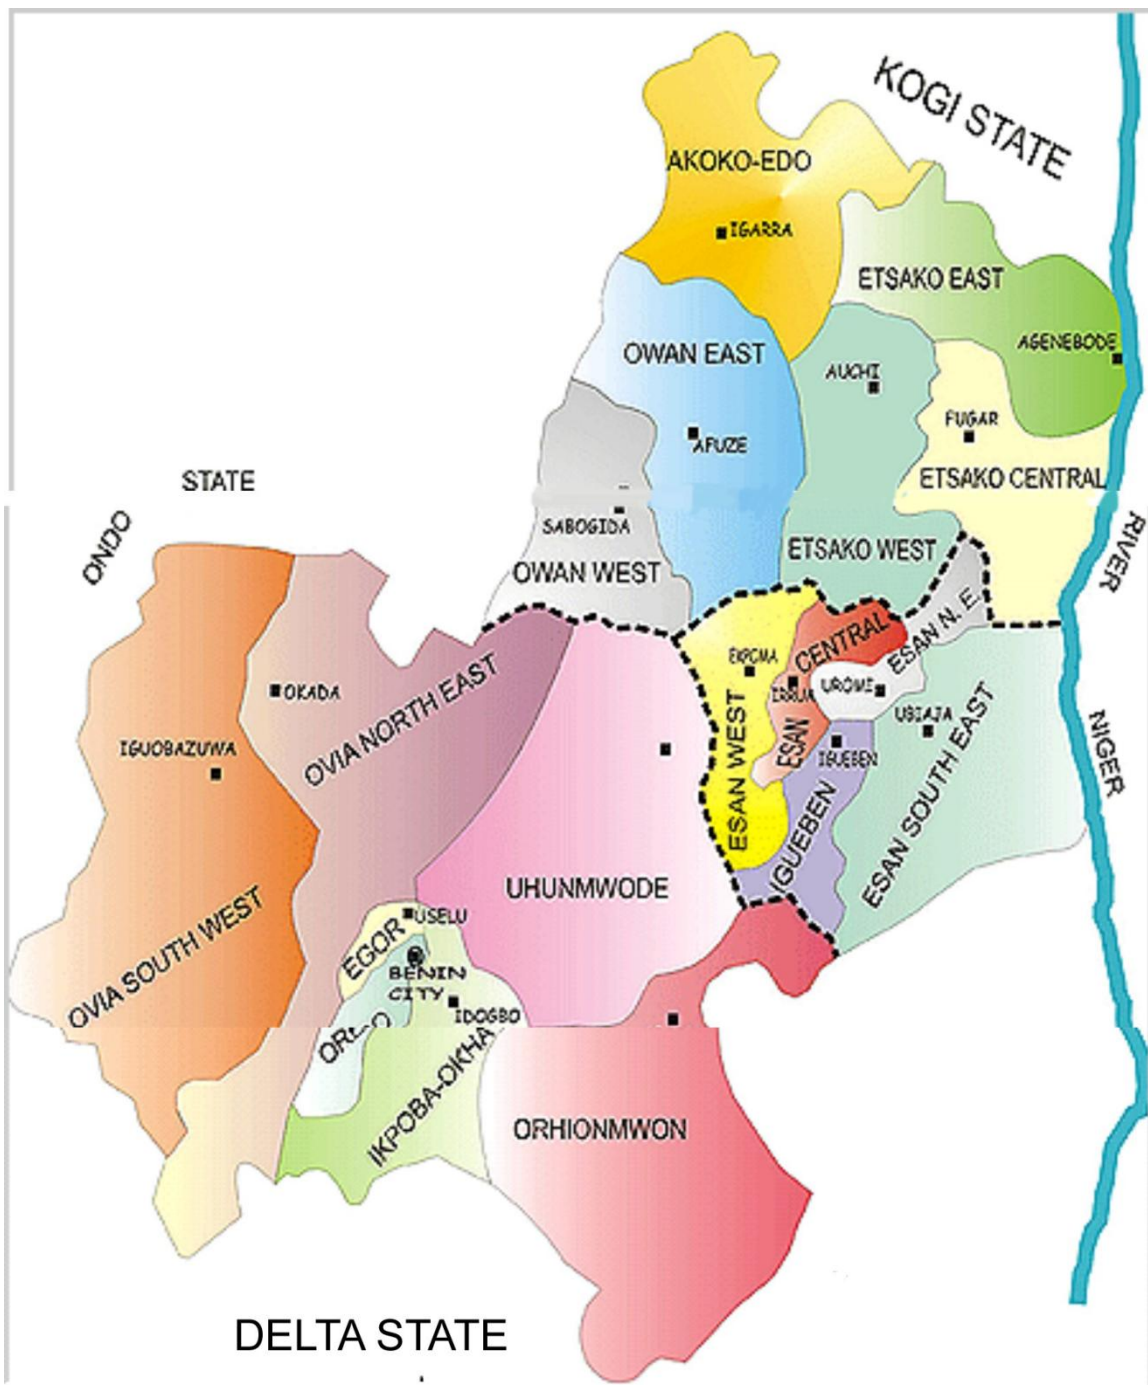 KOGI STATE
AKOKO-EDO
IGARRA
ETSAKO EAST
OWAN EAST
AGENEBODE
AUCHI
FUGAR
AFUZE
ETSAKO CENTRAL
STATE
ONDO
SABOGIDA
ETSAKO WEST
OWAN WEST
RIVER
ESAN N. E.
CENTRAL
EKPOMA
IRRUA
UROMI
OKADA
OVIA NORTH EAST
UBIAJA
NIGER
IGUOBAZUWA
ESAN
IGUEBEN
ESAN WEST
ESAN SOUTH EAST
IGUEBEN
UHUNMWODE
USELU
EGOR
OVIA SOUTH WEST
BENIN
CITY
IDOGBO
IKPOBA-OKHA
ORHIONMWON
DELTA STATE